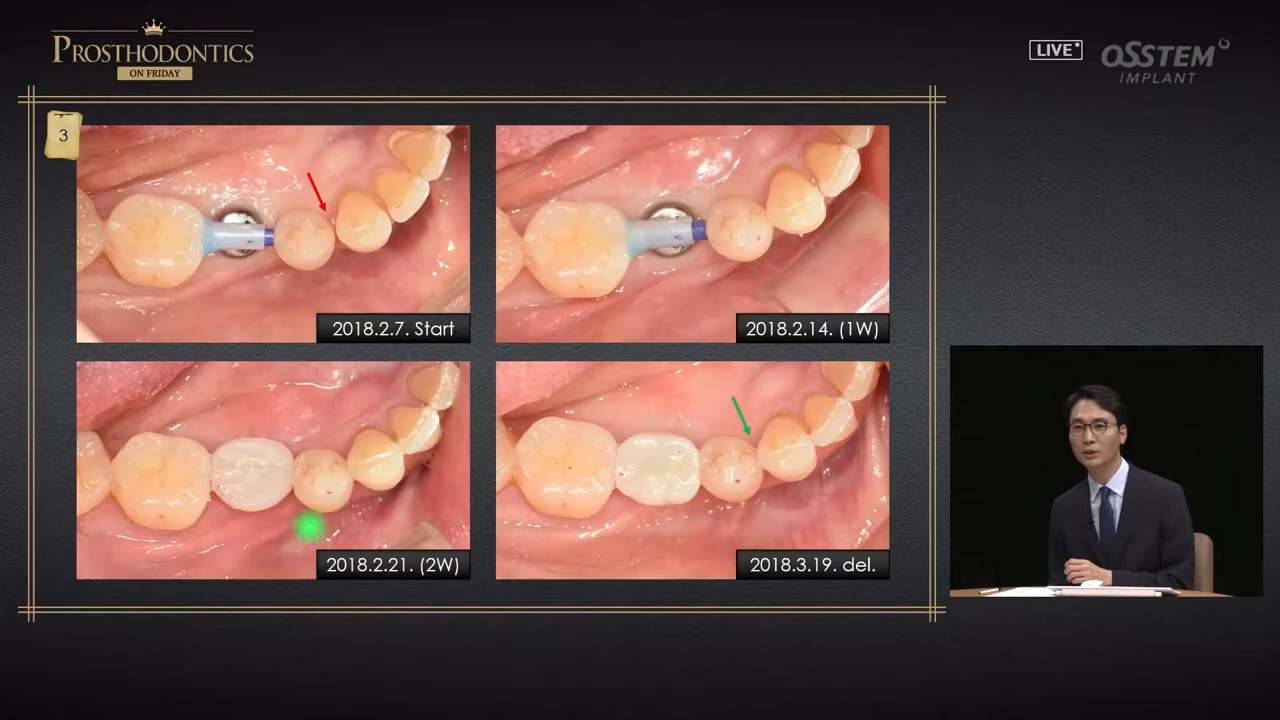 PROSTHODONTICS
ON FRIDAY
LIVE
OSSTEM
IMPLANT
3
2018.2.7. Start
2018.2.14. (1W)
2018.2.21. (2W)
2018.3.19. del.